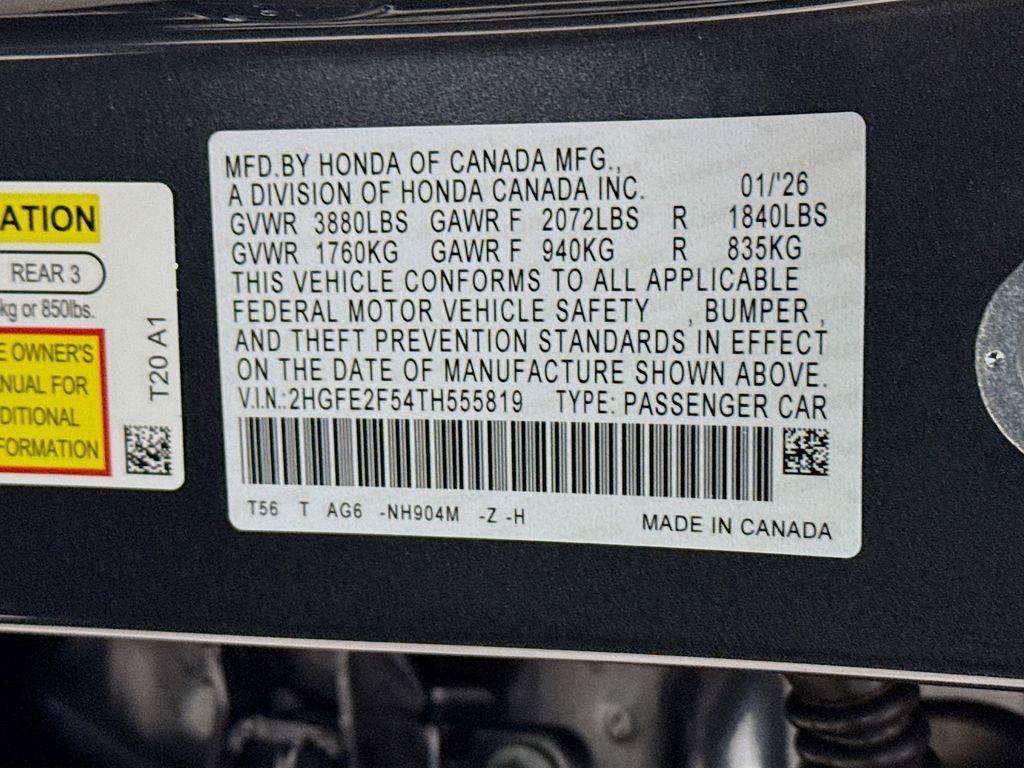 ATION
REAR 3
kg or 850lbs.
E OWNER'S
NUAL FOR
DITIONAL
FORMATION
T20 A1
MFD.BY HONDA OF CANADA MFG.,
A DIVISION OF HONDA CANADA INC. 01/'26
GVWR 3880LBS GAWR F 2072LBS R 1840LBS
GVWR 1760KG GAWR F 940KG R 835KG
THIS VEHICLE CONFORMS TO ALL APPLICABLE
FEDERAL MOTOR VEHICLE SAFETY , BUMPER ,
AND THEFT PREVENTION STANDARDS IN EFFECT
ON THE DATE OF MANUFACTURE SHOWN ABOVE.
V.I.N.:2HGFE2F54TH555819 TYPE: PASSENGER CAR
T56 T AG6 -NH904M -Z -H
MADE IN CANADA